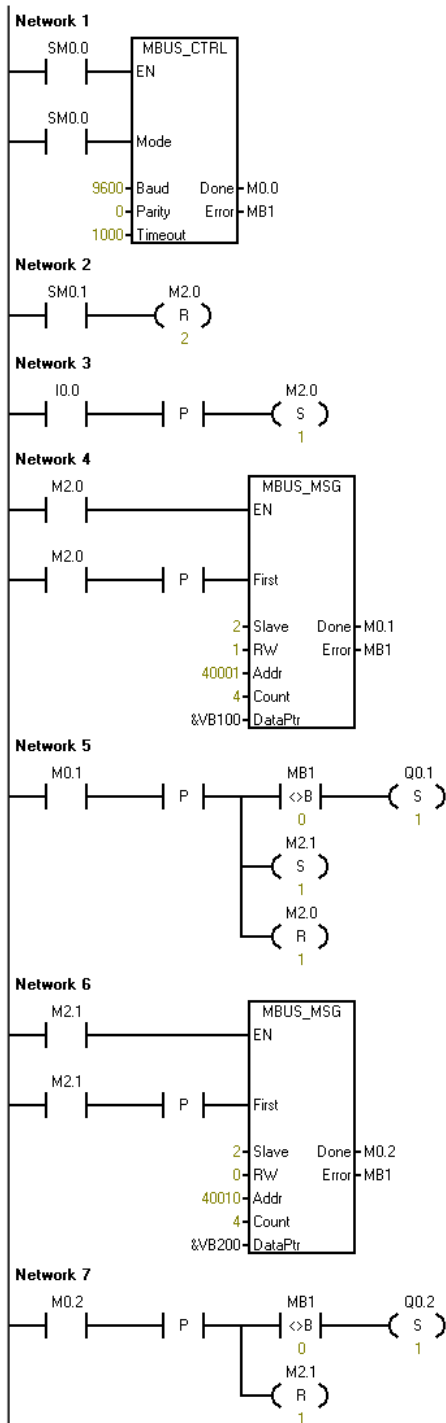 Network 1
SM0.0
MBUS_CTRL
EN
SM0.0
Mode
9600 Baud Done M0.0
0 Parity Error MB1
1000 Timeout
Network 2
SM0.1 M2.0
R
2
Network 3
I0.0 M2.0
P S
1
Network 4
M2.0 MBUS_MSG
EN
M2.0
P First
2 Slave Done M0.1
1 RW Error MB1
40001 Addr
4 Count
&VB100 DataPtr
Network 5
M0.1 MB1 Q0.1
P <>B S
0 1
M2.1
S
1
M2.0
R
1
Network 6
M2.1 MBUS_MSG
EN
M2.1
P First
2 Slave Done M0.2
0 RW Error MB1
40010 Addr
4 Count
&VB200 DataPtr
Network 7
M0.2 MB1 Q0.2
P <>B S
0 1
M2.1
R
1